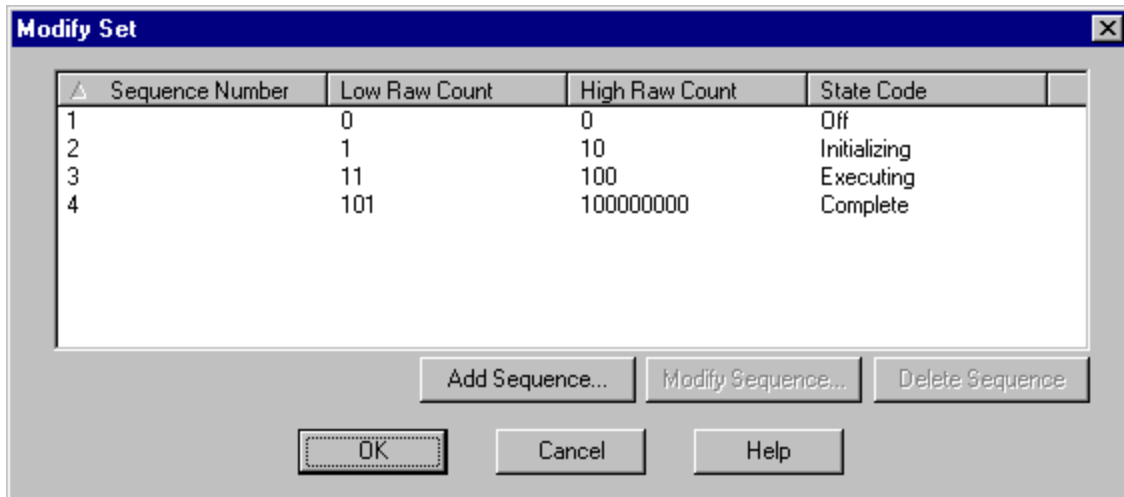 Modify Set
Sequence Number Low Raw Count High Raw Count State Code
1 0 0 Off
2 1 10 Initializing
3 11 100 Executing
4 101 100000000 Complete
Add Sequence... Modify Sequence... Delete Sequence
OK Cancel Help